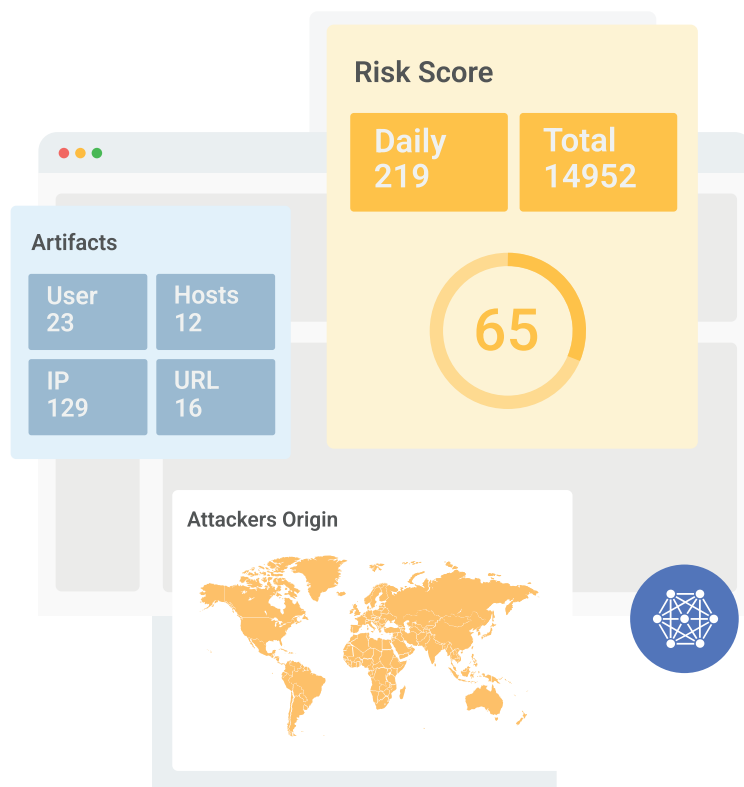 Risk Score
Daily
219
Total
14952
65
Artifacts
User
23
Hosts
12
IP
129
URL
16
Attackers Origin